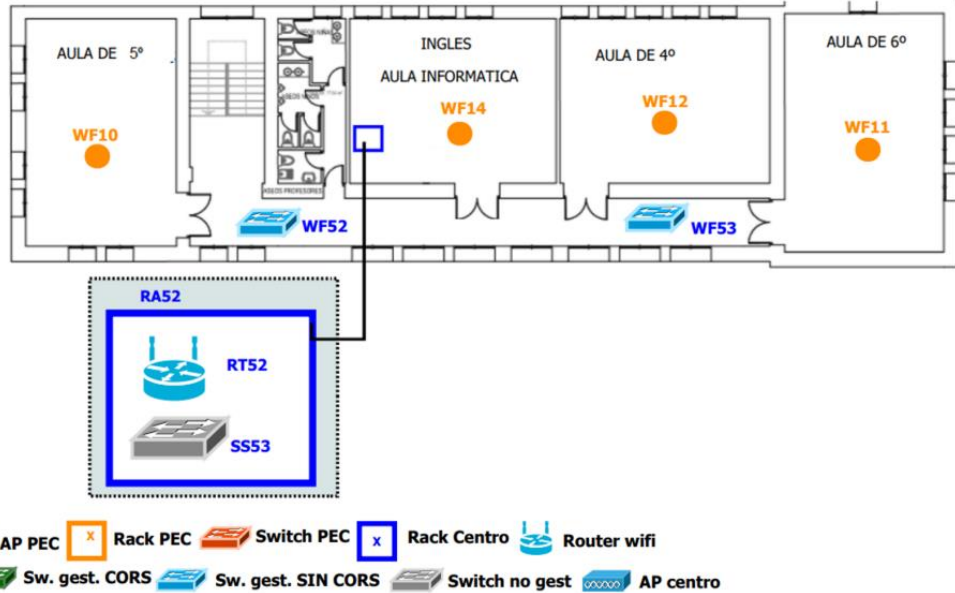 AULA DE 5º
INGLES
AULA INFORMATICA
AULA DE 4º
AULA DE 6º
WF10
WF14
WF12
WF11
ASEOS PROFESORES
WF52
WF53
RA52
RT52
SS53
AP PEC
x
Rack PEC
Switch PEC
x
Rack Centro
Router wifi
Sw. gest. CORS
Sw. gest. SIN CORS
Switch no gest
AP centro